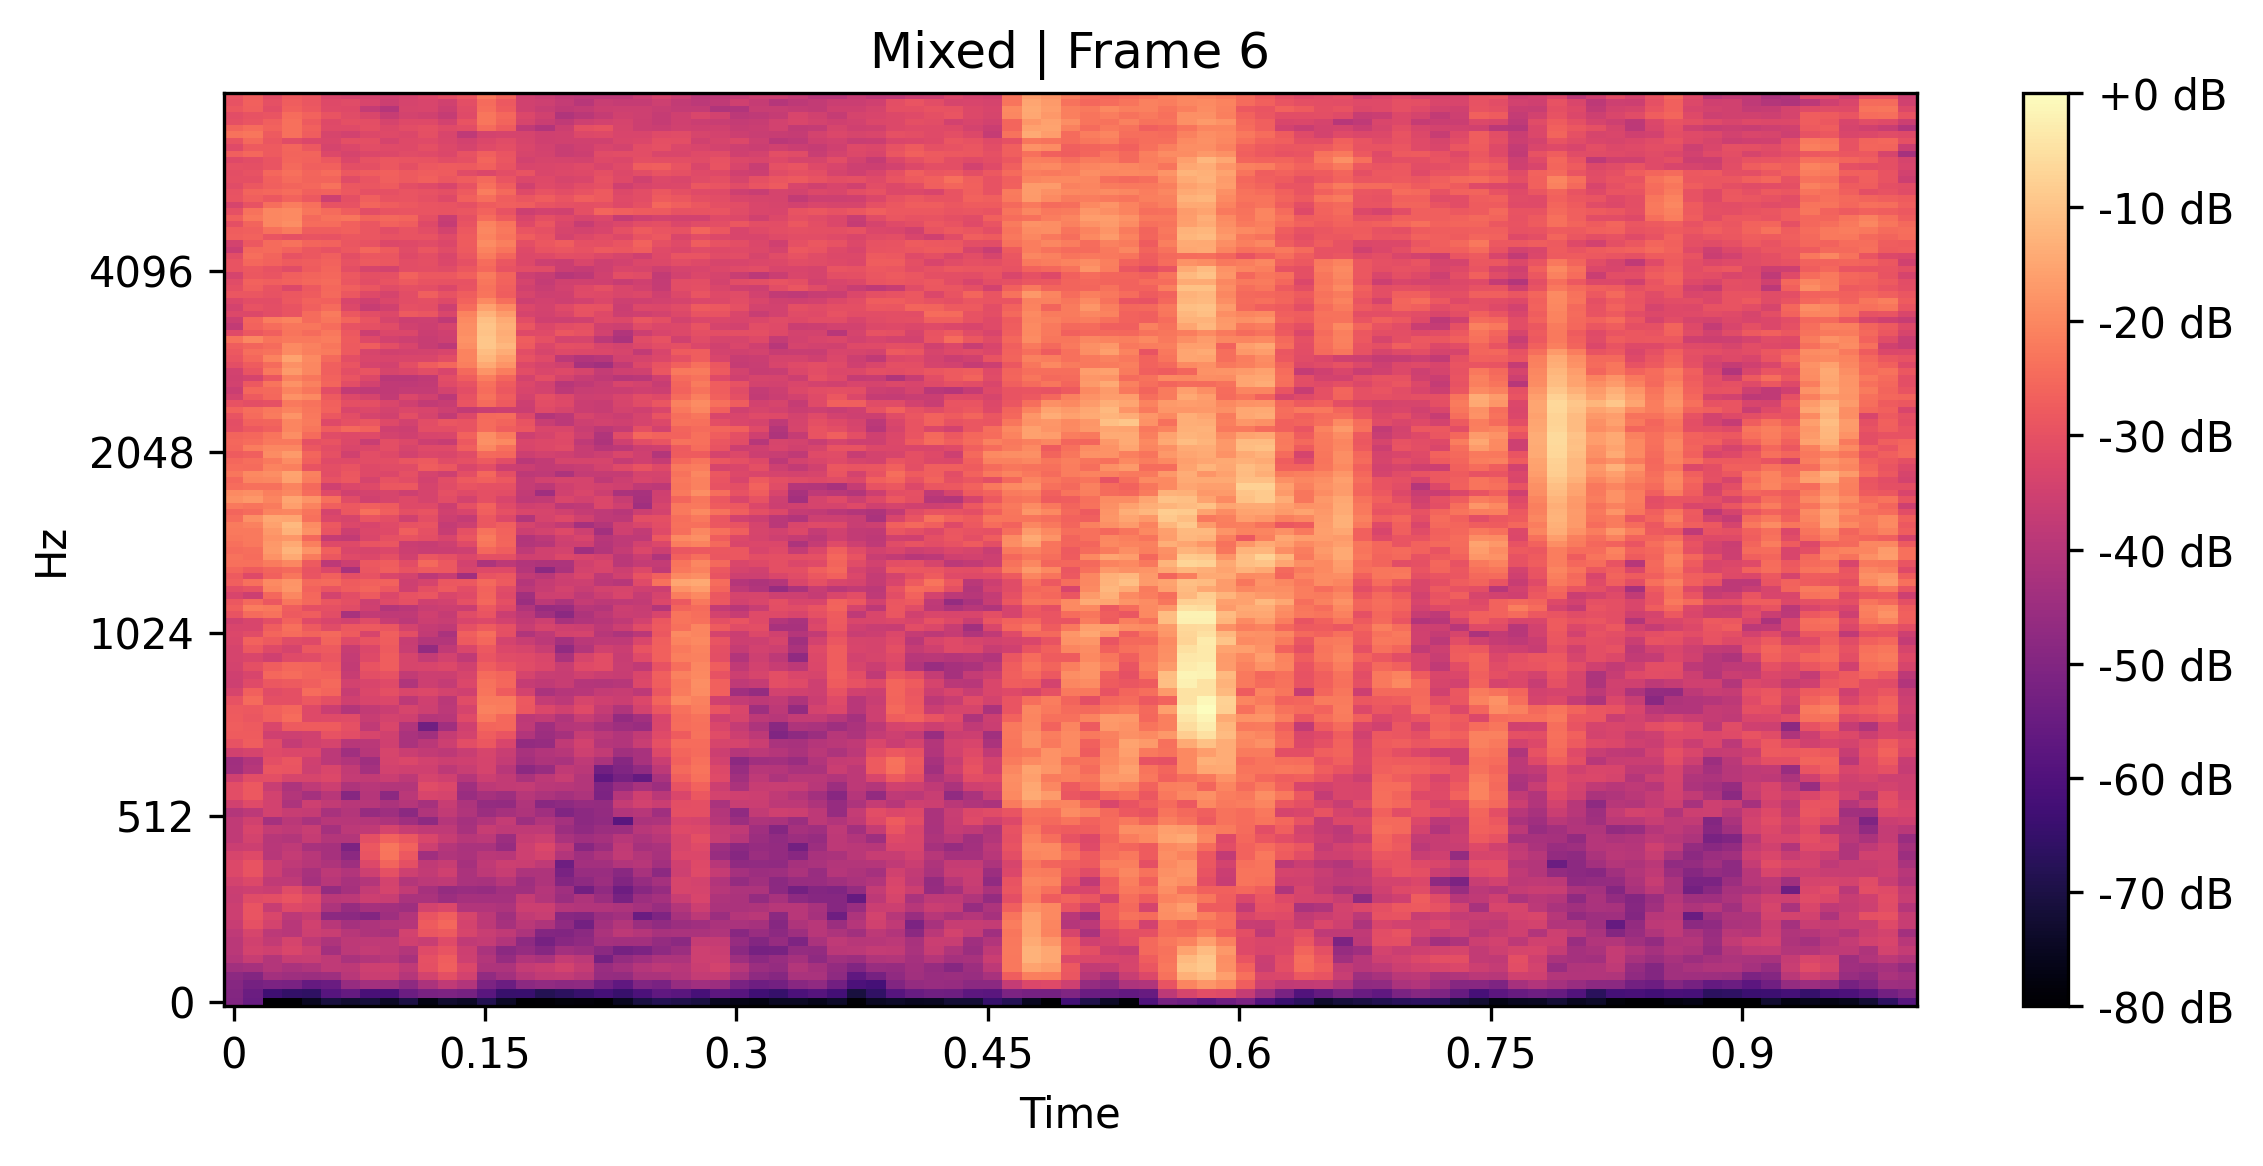 Mixed | Frame 6
Hz
4096
2048
1024
512
0
0 0.15 0.3 0.45 0.6 0.75 0.9
Time
+0 dB
-10 dB
-20 dB
-30 dB
-40 dB
-50 dB
-60 dB
-70 dB
-80 dB